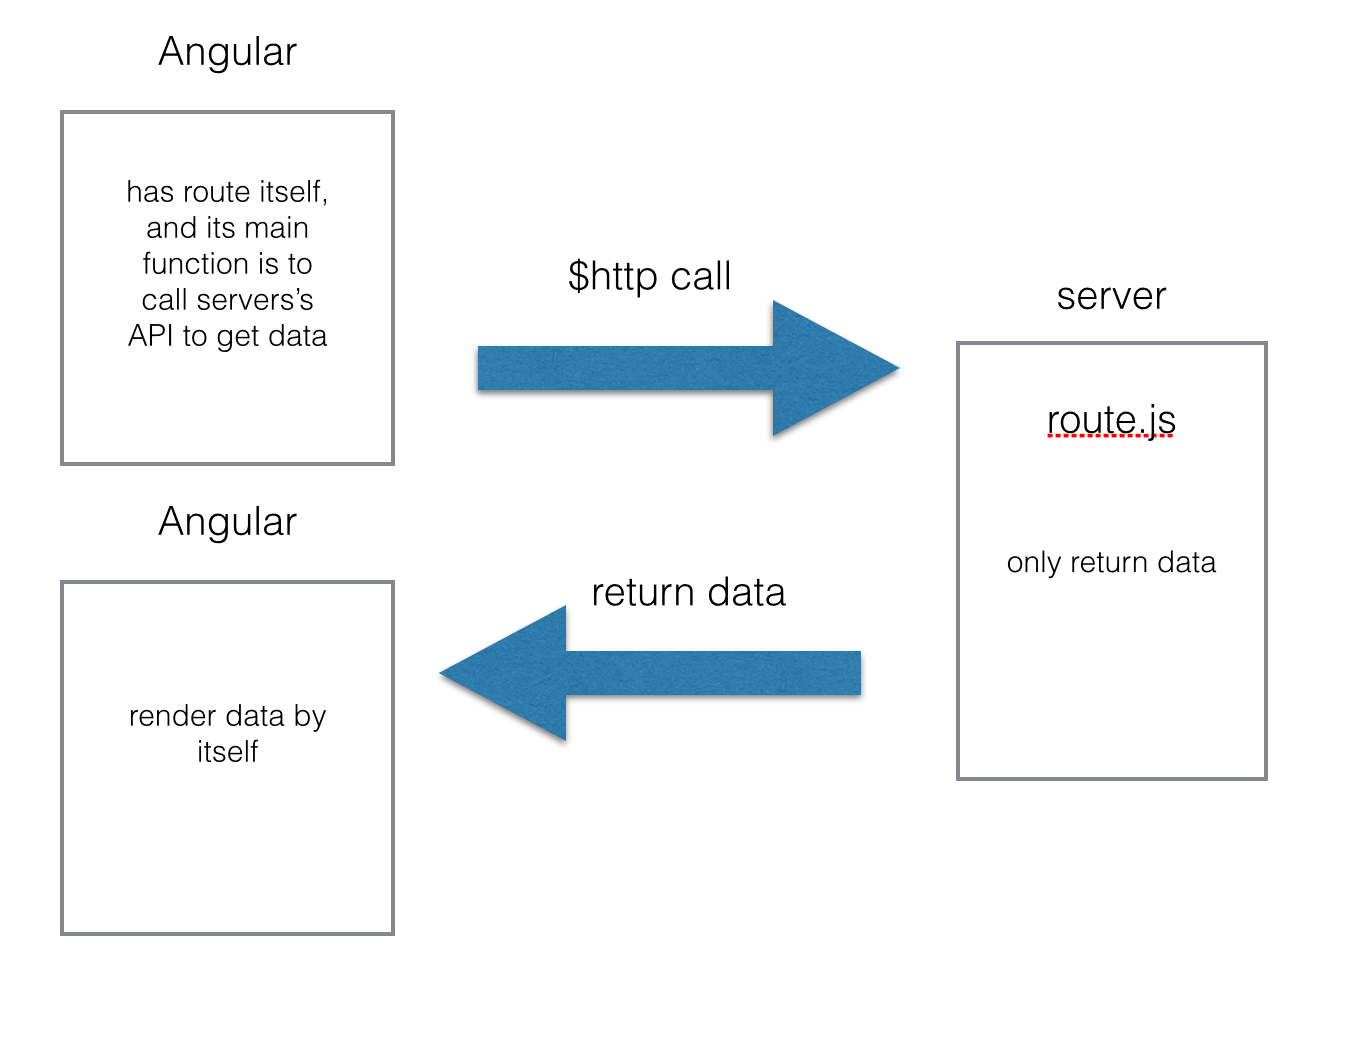 Angular
has route itself,
and its main
function is to
call servers’s
API to get data
$http call
server
route.js
only return data
Angular
return data
render data by
itself